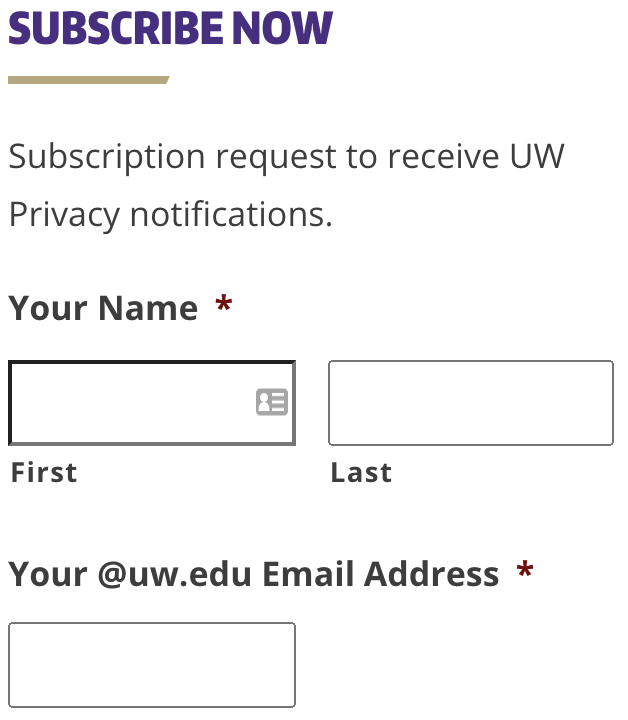 SUBSCRIBE NOW
Subscription request to receive UW
Privacy notifications.
Your Name *
First Last
Your @uw.edu Email Address *